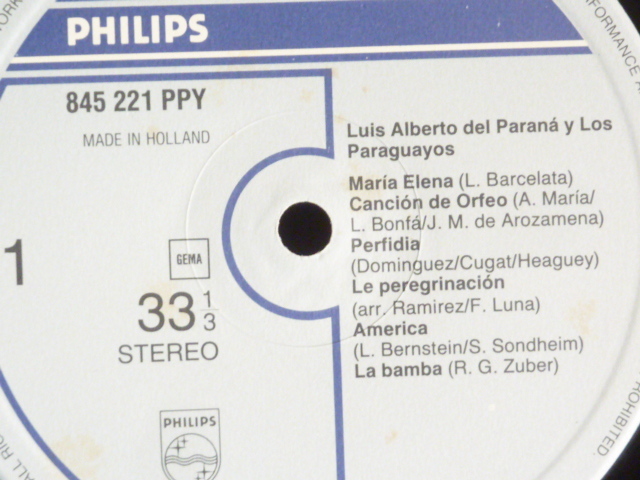 PHILIPS
845 221 PPY
MADE IN HOLLAND
1
GEMA
33 1/3
STEREO
PHILIPS
Luis Alberto del Paraná y Los
Paraguayos
María Elena (L. Barcelata)
Canción de Orfeo (A. María/
L. Bonfá/J. M. de Arozamena)
Perfidia
(Dominguez/Cugat/Heaguey)
Le peregrinación
(arr. Ramirez/F. Luna)
America
(L. Bernstein/S. Sondheim)
La bamba (R. G. Zuber)
ALL